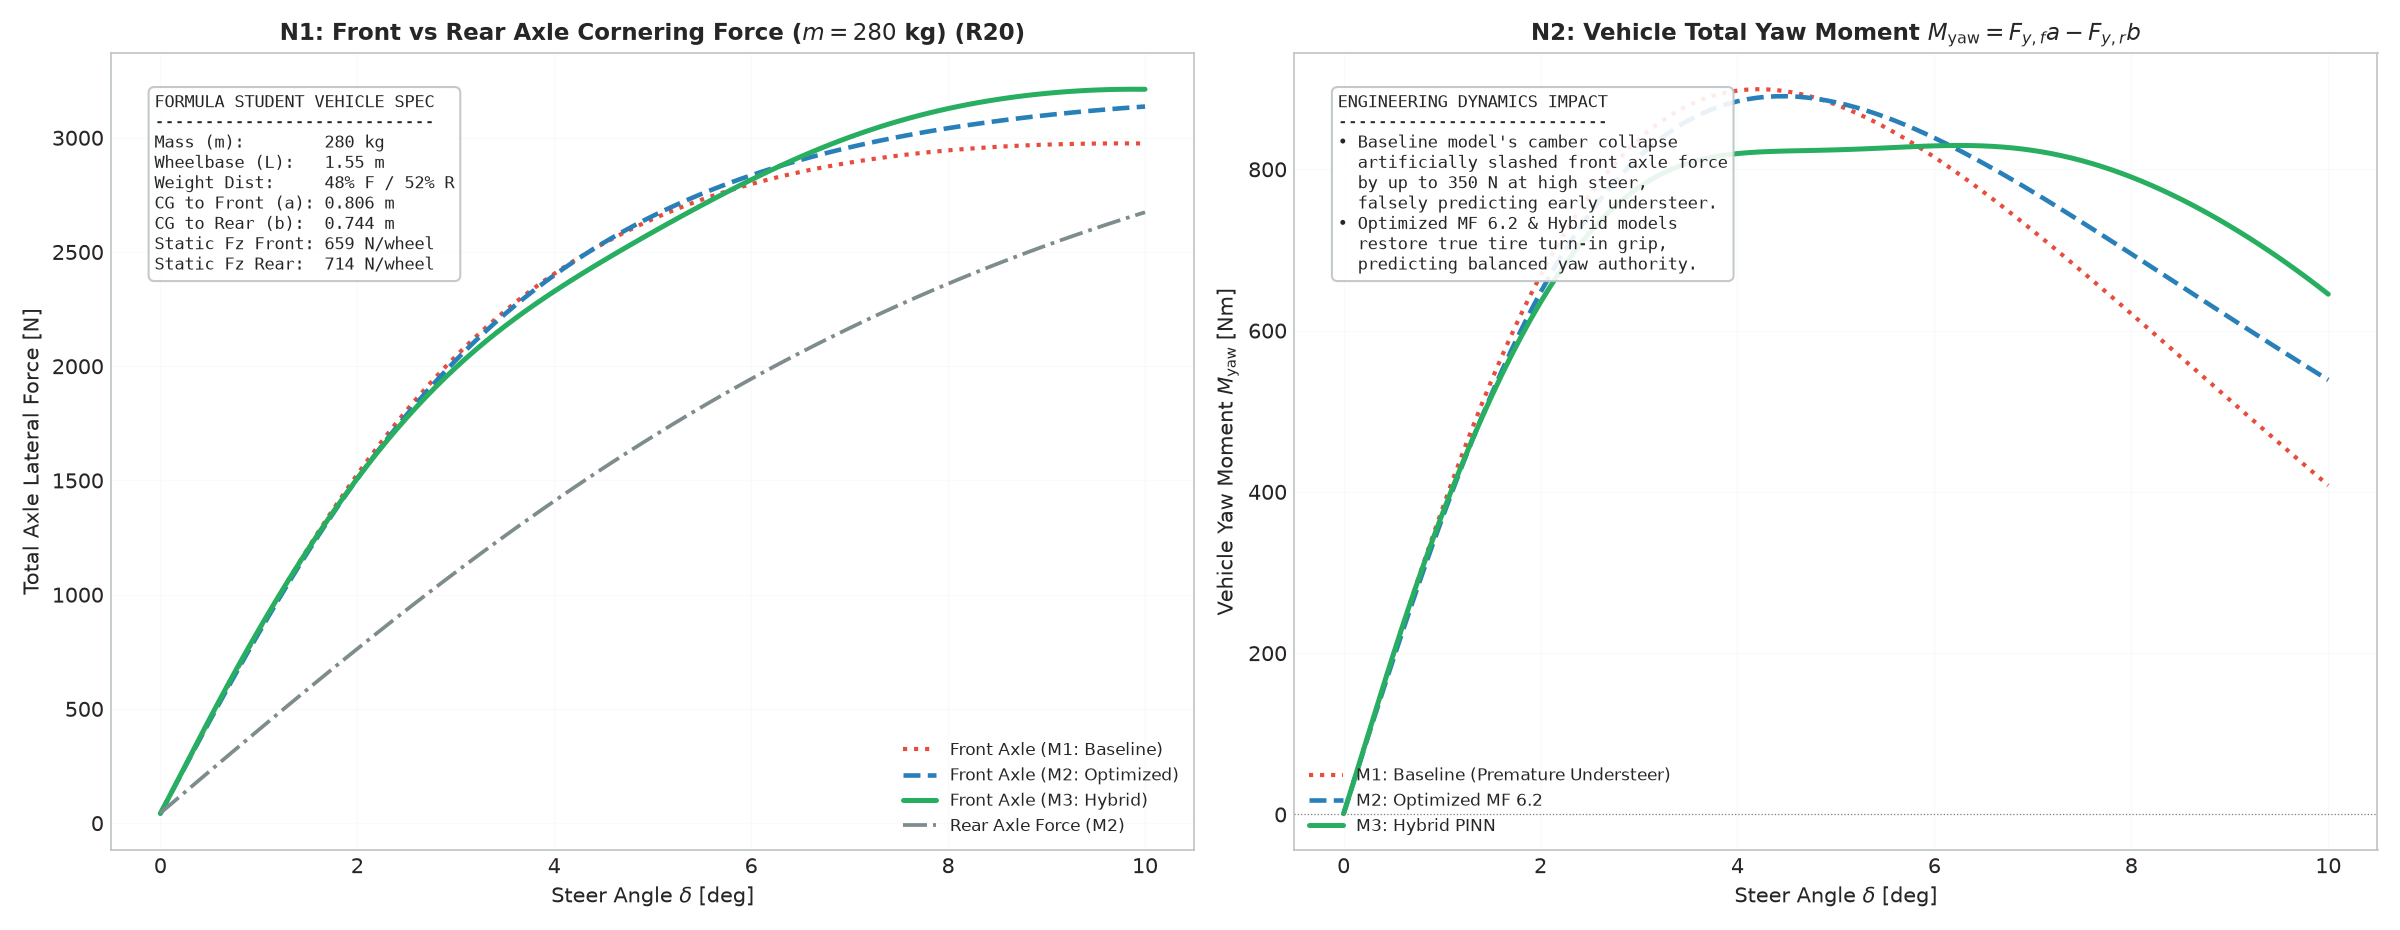 N1: Front vs Rear Axle Cornering Force (m = 280 kg) (R20)
FORMULA STUDENT VEHICLE SPEC
----------------------------
Mass (m): 280 kg
Wheelbase (L): 1.55 m
Weight Dist: 48% F / 52% R
CG to Front (a): 0.806 m
CG to Rear (b): 0.744 m
Static Fz Front: 659 N/wheel
Static Fz Rear: 714 N/wheel
Total Axle Lateral Force [N]
3000
2500
2000
1500
1000
500
0
Front Axle (M1: Baseline)
Front Axle (M2: Optimized)
Front Axle (M3: Hybrid)
Rear Axle Force (M2)
0 2 4 6 8 10
Steer Angle δ [deg]
N2: Vehicle Total Yaw Moment M_yaw = F_y,f a − F_y,r b
ENGINEERING DYNAMICS IMPACT
---------------------------
• Baseline model's camber collapse
artificially slashed front axle force
by up to 350 N at high steer,
falsely predicting early understeer.
• Optimized MF 6.2 & Hybrid models
restore true tire turn-in grip,
predicting balanced yaw authority.
Vehicle Yaw Moment M_yaw [Nm]
800
600
400
200
0
M1: Baseline (Premature Understeer)
M2: Optimized MF 6.2
M3: Hybrid PINN
0 2 4 6 8 10
Steer Angle δ [deg]